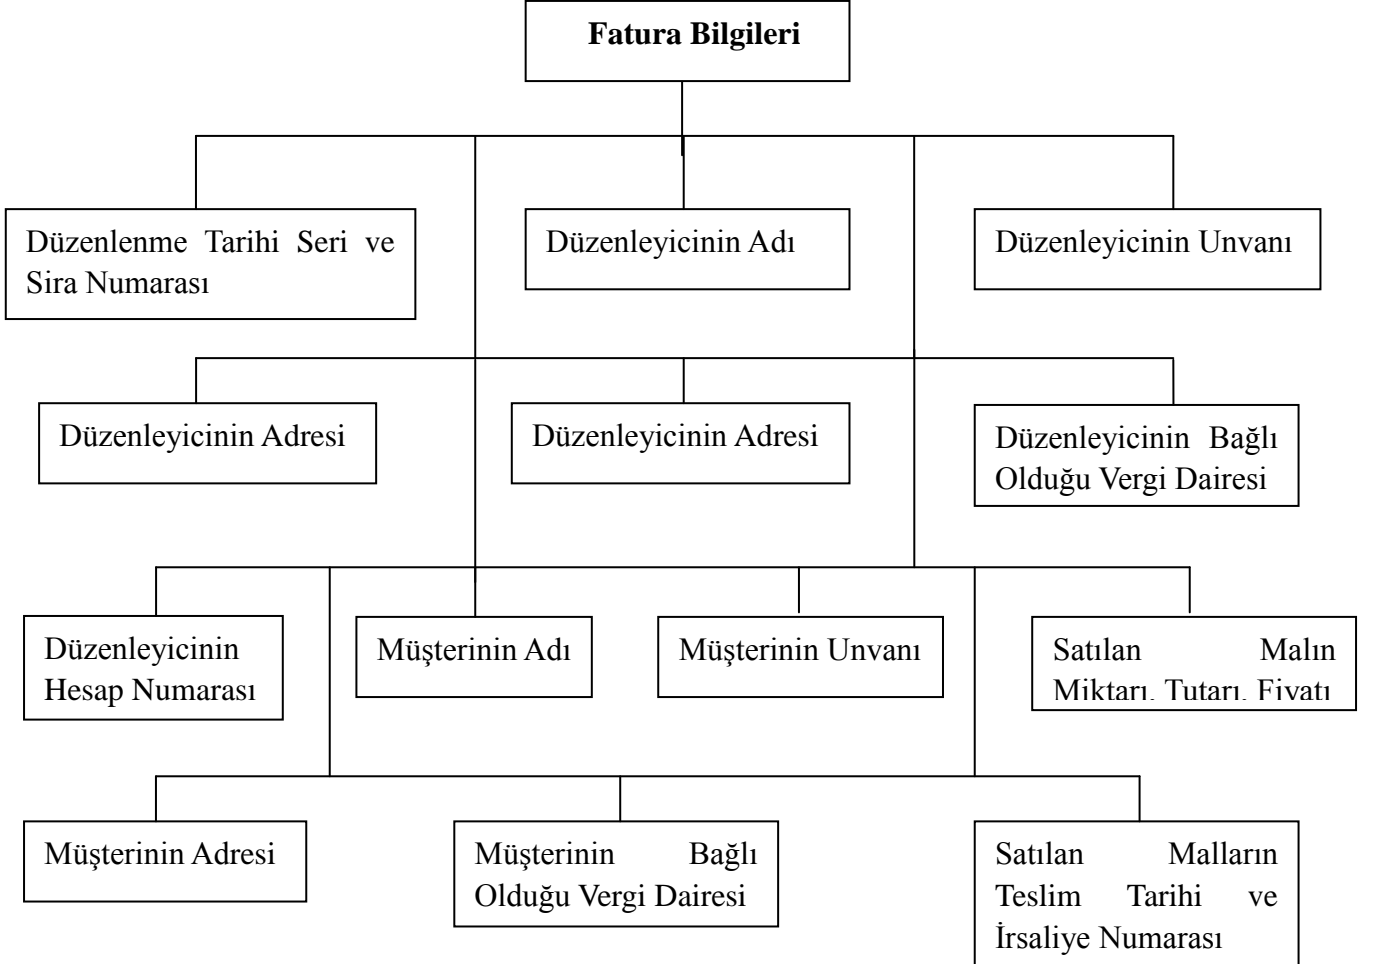 Fatura Bilgileri
Düzenlenme Tarihi Seri ve
Sira Numarası
Düzenleyicinin Adı
Düzenleyicinin Unvanı
Düzenleyicinin Adresi
Düzenleyicinin Adresi
Düzenleyicinin Bağlı
Olduğu Vergi Dairesi
Düzenleyicinin
Hesap Numarası
Müşterinin Adı
Müşterinin Unvanı
Satılan Malın
Miktarı, Tutarı, Fiyatı
Müşterinin Adresi
Müşterinin Bağlı
Olduğu Vergi Dairesi
Satılan Malların
Teslim Tarihi ve
İrsaliye Numarası